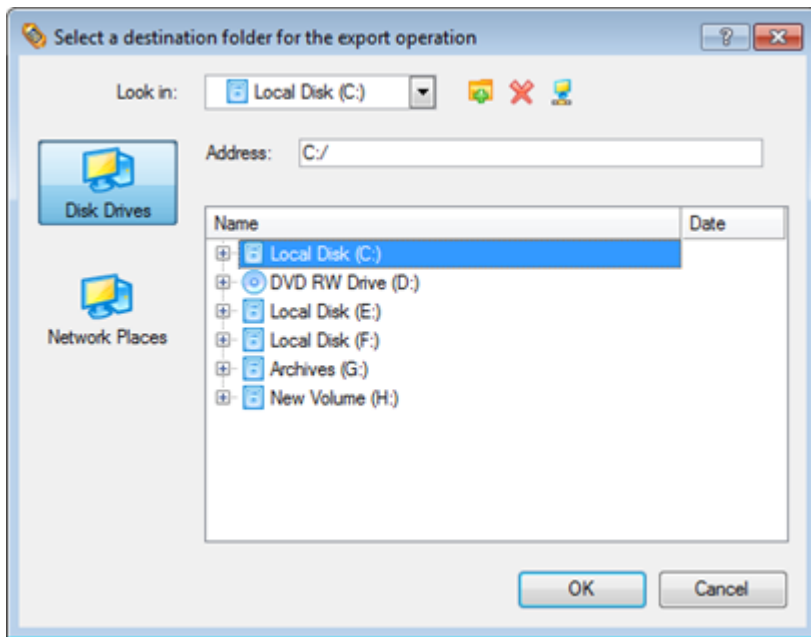 Select a destination folder for the export operation
Look in: Local Disk (C:)
Address: C:/
Disk Drives
Network Places
Name Date
Local Disk (C:)
DVD RW Drive (D:)
Local Disk (E:)
Local Disk (F:)
Archives (G:)
New Volume (H:)
OK Cancel